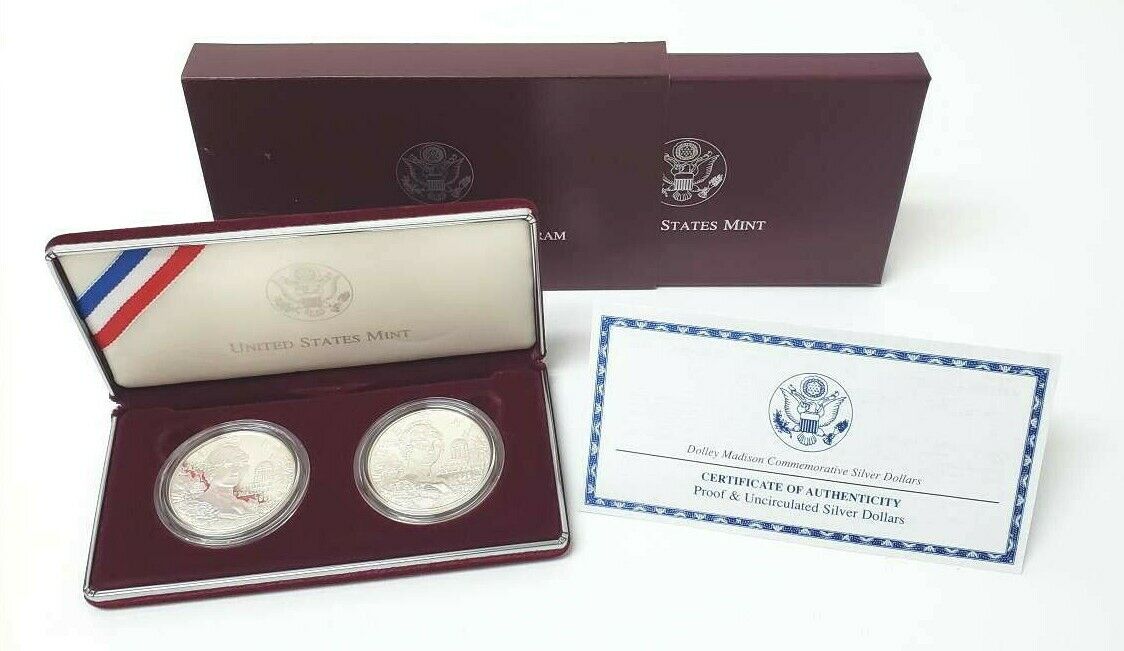 RAM
STATES MINT
UNITED STATES MINT
Dolley Madison Commemorative Silver Dollars
CERTIFICATE OF AUTHENTICITY
Proof & Uncirculated Silver Dollars